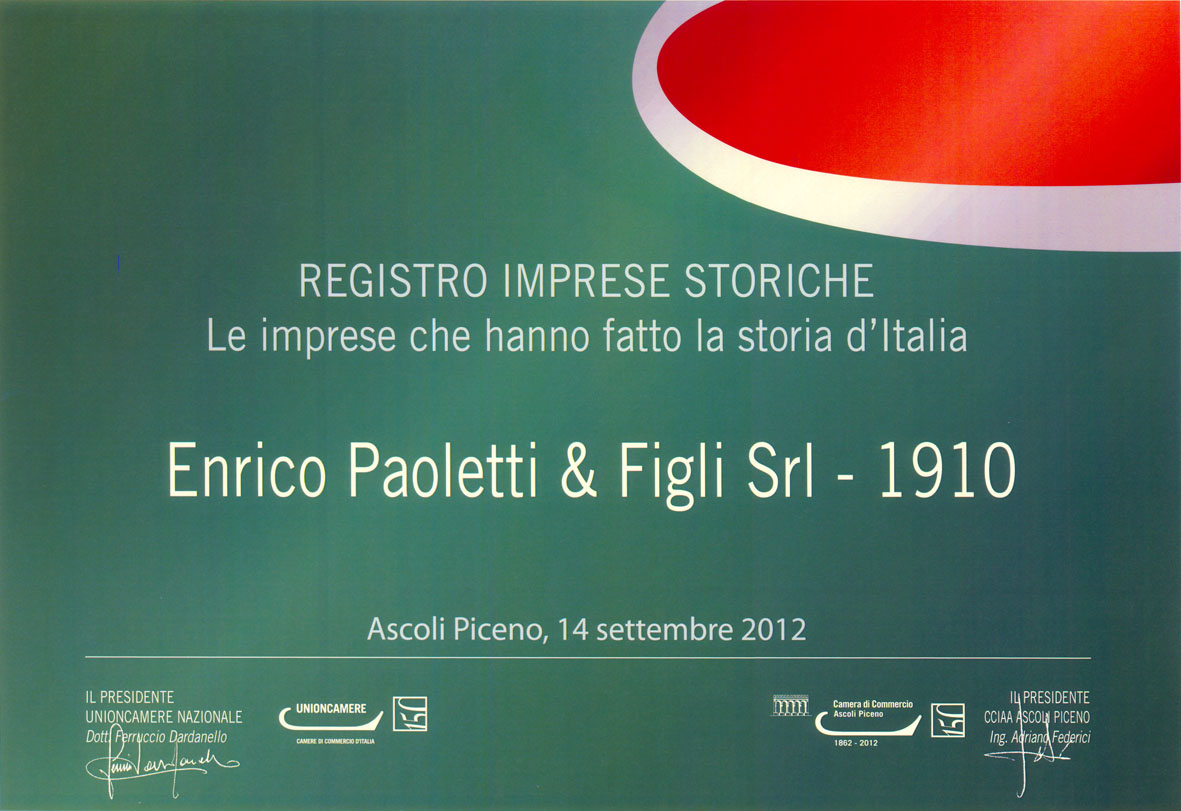 REGISTRO IMPRESE STORICHE
Le imprese che hanno fatto la storia d'Italia
Enrico Paoletti & Figli Srl - 1910
Ascoli Piceno, 14 settembre 2012
IL PRESIDENTE
UNIONCAMERE NAZIONALE
Dott. Ferruccio Dardanello
UNIONCAMERE
CAMERE DI COMMERCIO D'ITALIA
Camera di Commercio
Ascoli Piceno
1862 - 2012
IL PRESIDENTE
CCIAA ASCOLI PICENO
Ing. Adriano Federici